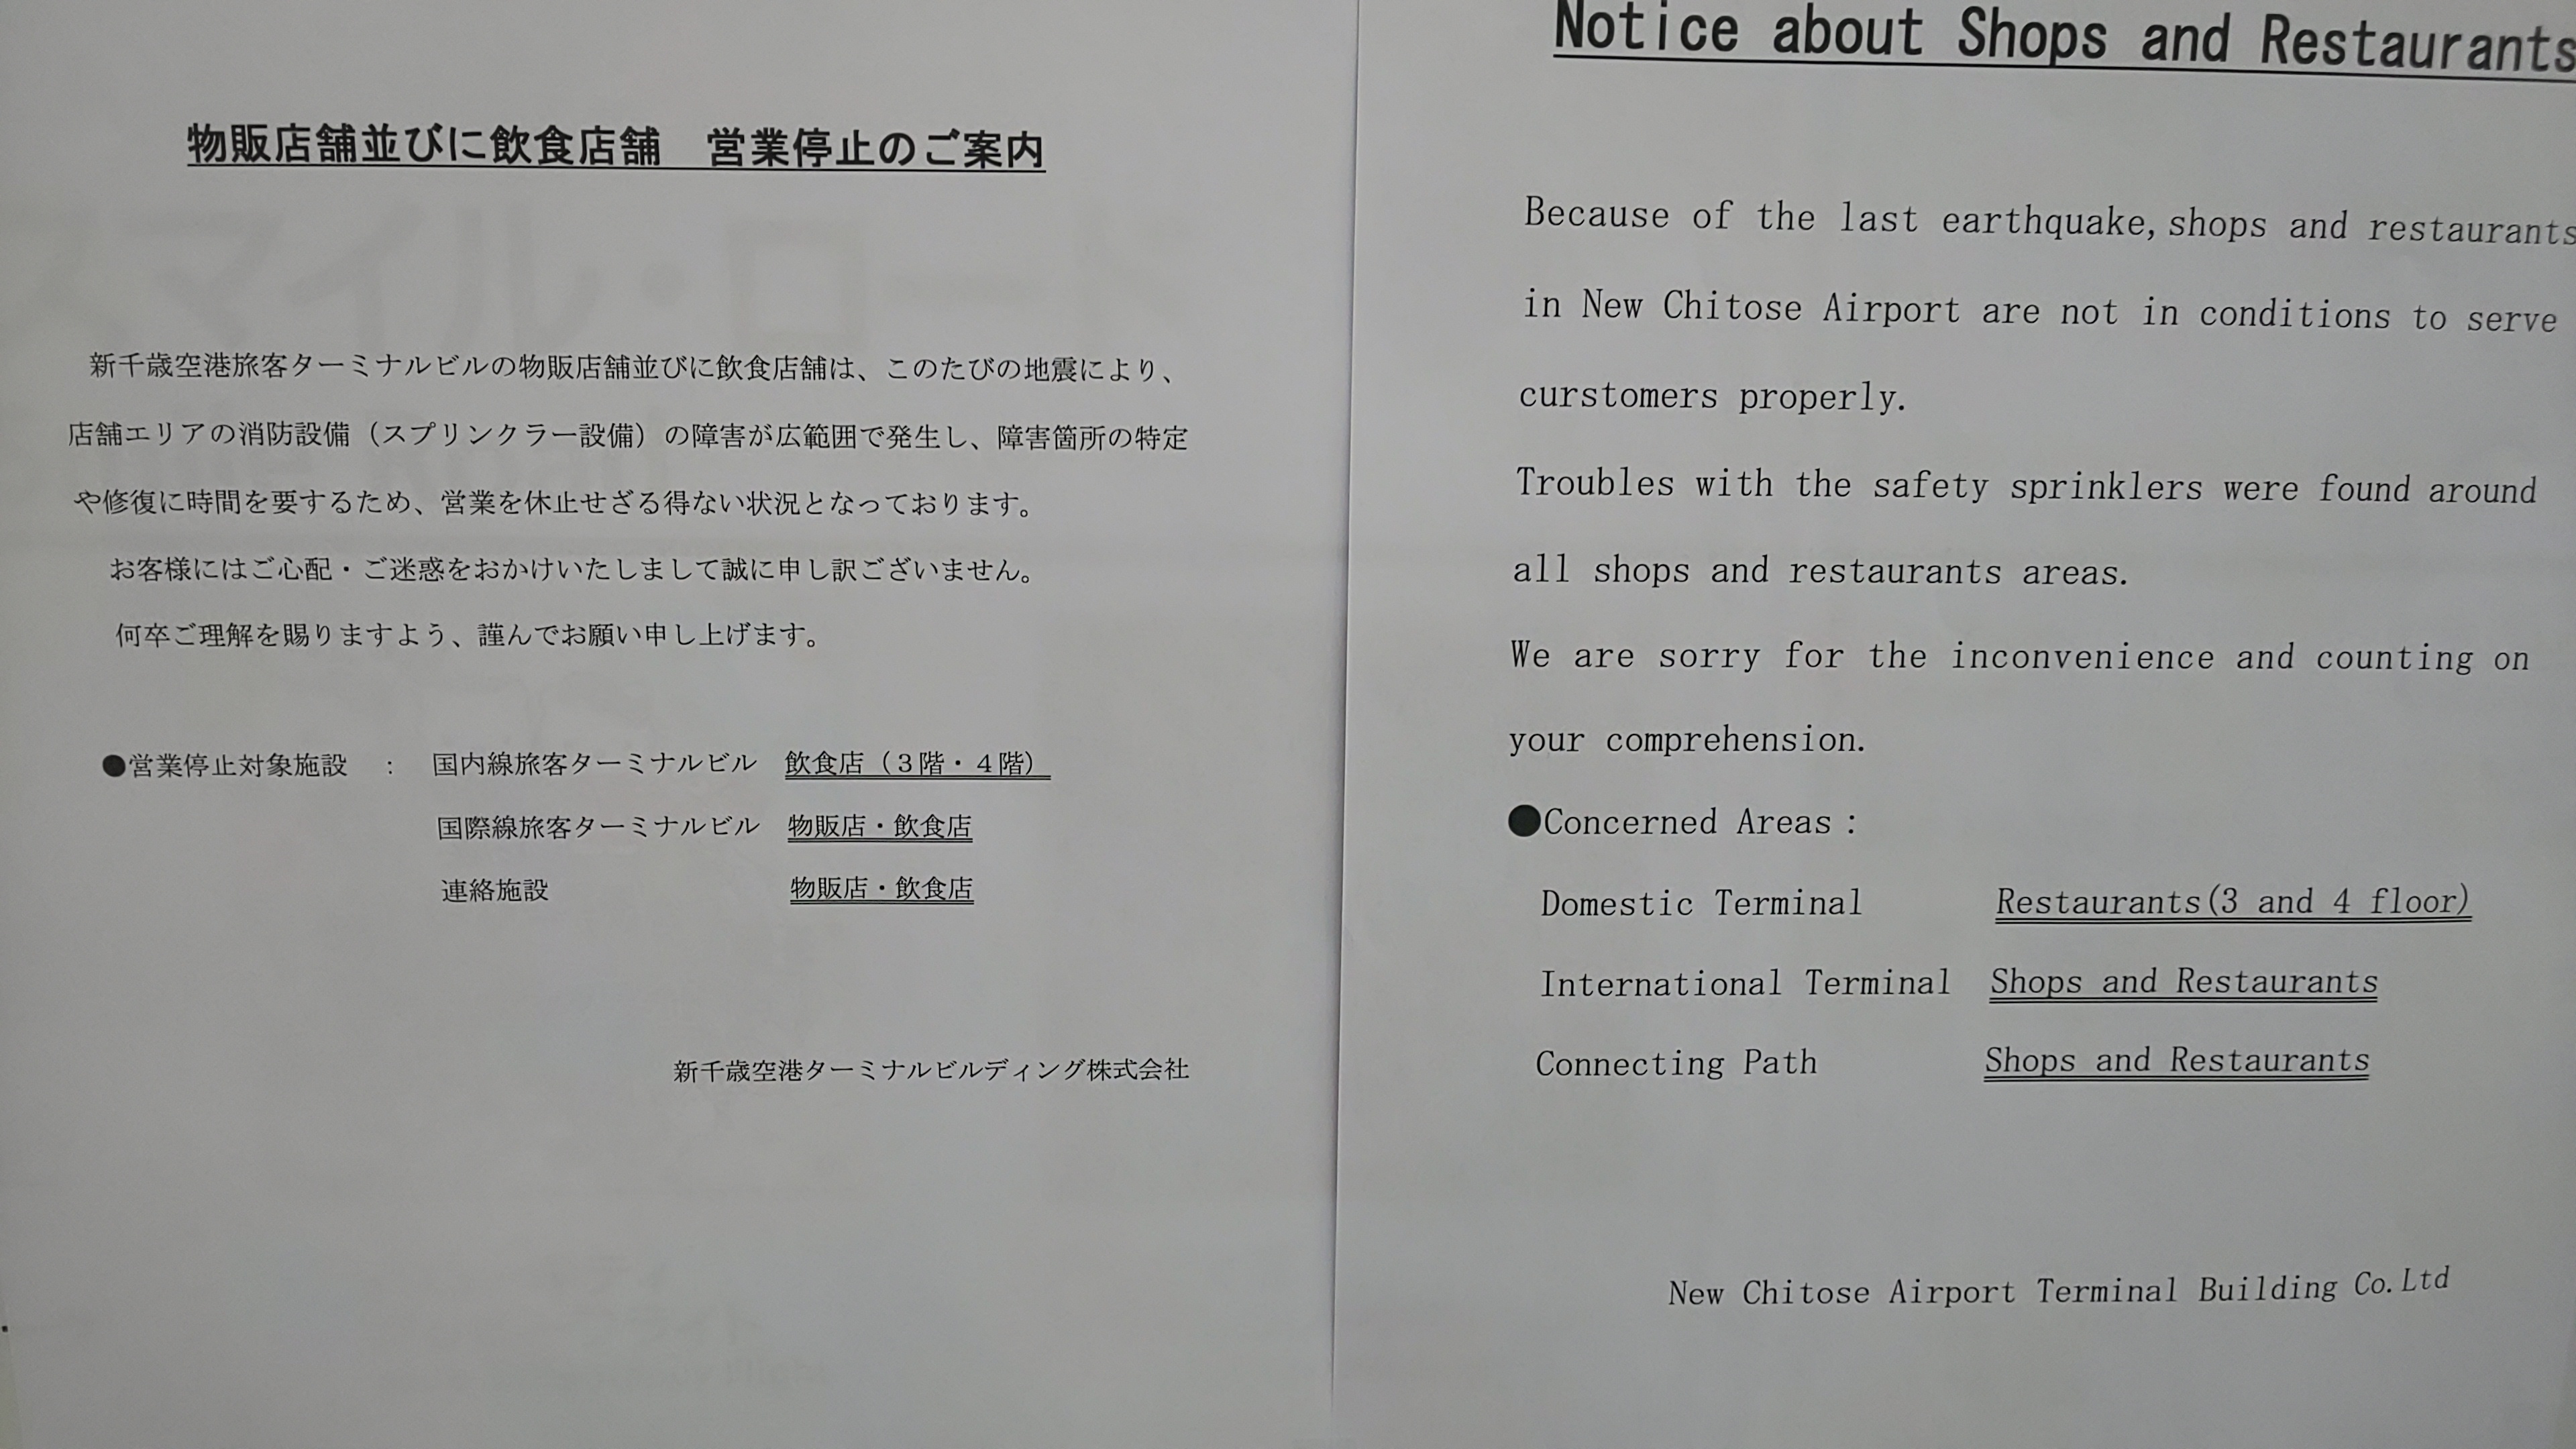 物販店舗並びに飲食店舗　営業停止のご案内
新千歳空港旅客ターミナルビルの物販店舗並びに飲食店舗は、このたびの地震により、
店舗エリアの消防設備（スプリンクラー設備）の障害が広範囲で発生し、障害箇所の特定
や修復に時間を要するため、営業を休止せざる得ない状況となっております。
お客様にはご心配・ご迷惑をおかけいたしまして誠に申し訳ございません。
何卒ご理解を賜りますよう、謹んでお願い申し上げます。
●営業停止対象施設　：　国内線旅客ターミナルビル　飲食店（３階・４階）
国際線旅客ターミナルビル　物販店・飲食店
連絡施設　物販店・飲食店
新千歳空港ターミナルビルディング株式会社
Notice about Shops and Restaurants
Because of the last earthquake, shops and restaurants
in New Chitose Airport are not in conditions to serve
curstomers properly.
Troubles with the safety sprinklers were found around
all shops and restaurants areas.
We are sorry for the inconvenience and counting on
your comprehension.
●Concerned Areas：
Domestic Terminal Restaurants(3 and 4 floor)
International Terminal Shops and Restaurants
Connecting Path Shops and Restaurants
New Chitose Airport Terminal Building Co.Ltd